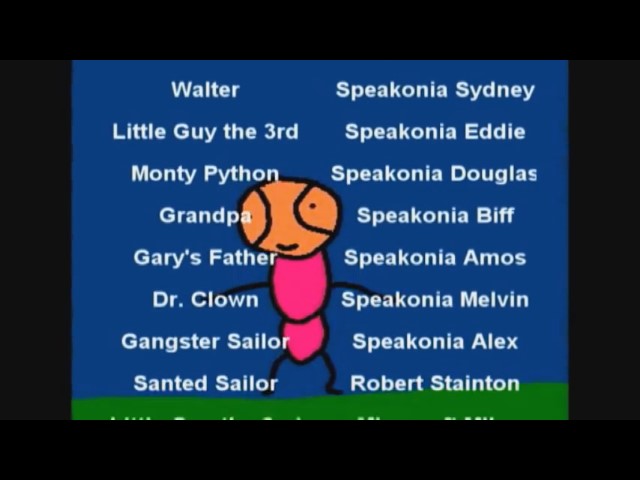 Walter Speakonia Sydney
Little Guy the 3rd Speakonia Eddie
Monty Python Speakonia Douglas
Grandpa Speakonia Biff
Gary's Father Speakonia Amos
Dr. Clown Speakonia Melvin
Gangster Sailor Speakonia Alex
Santed Sailor Robert Stainton